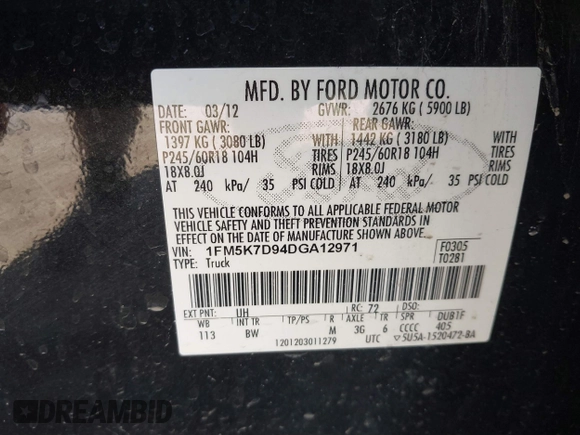 MFD. BY FORD MOTOR CO.
DATE: 03/12 GVWR: 2676 KG ( 5900 LB)
FRONT GAWR: REAR GAWR:
1397 KG ( 3080 LB) WITH 1442 KG ( 3180 LB) WITH
P245/60R18 104H TIRES P245/60R18 104H TIRES
18X8.0J RIMS 18X8.0J RIMS
AT 240 kPa/ 35 PSI COLD AT 240 kPa/ 35 PSI COLD
THIS VEHICLE CONFORMS TO ALL APPLICABLE FEDERAL MOTOR
VEHICLE SAFETY AND THEFT PREVENTION STANDARDS IN
EFFECT ON THE DATE OF MANUFACTURE SHOWN ABOVE.
VIN: 1FM5K7D94DGA12971 F0305
TYPE: Truck T0281
EXT PNT: UH RC: 72 DSO:
WB INT TR TP/PS R AXLE TR SPR DUB1F
113 BW M 3G 6 CCCC 405
1201203011279 UTC ▽5U5A-1520472-BA
DREAMBID